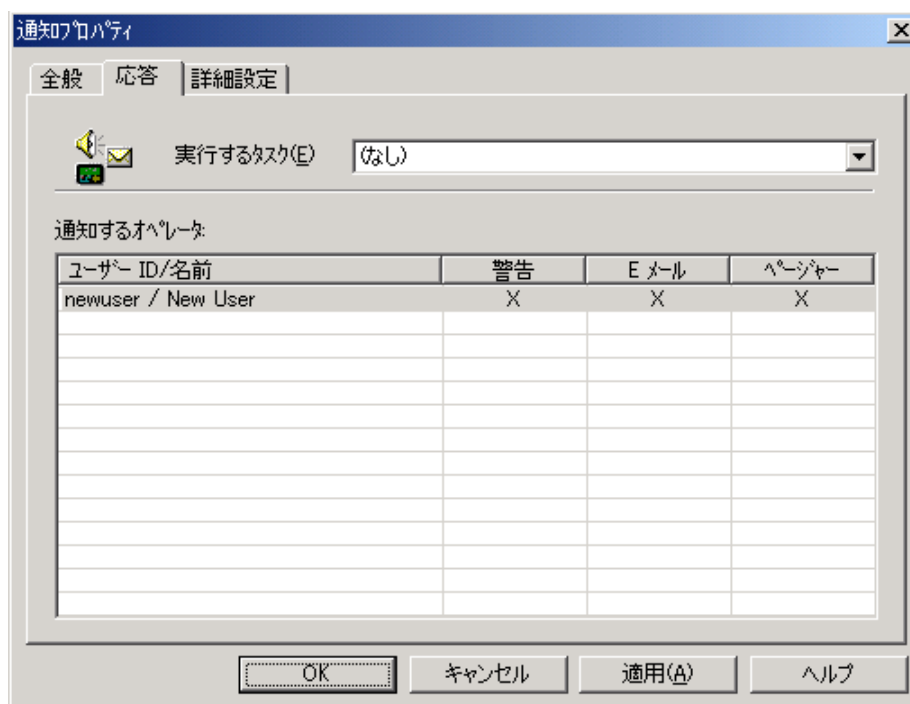 通知ﾌﾟﾛﾊﾟﾃｨ
全般 応答 詳細設定
実行するﾀｽｸ(E) (なし)
通知するｵﾍﾟﾚｰﾀ:
ﾕｰｻﾞｰ ID/名前 警告 E ﾒｰﾙ ﾍﾟｰｼﾞｬｰ
newuser / New User X X X
OK キャンセル 適用(A) ヘルプ